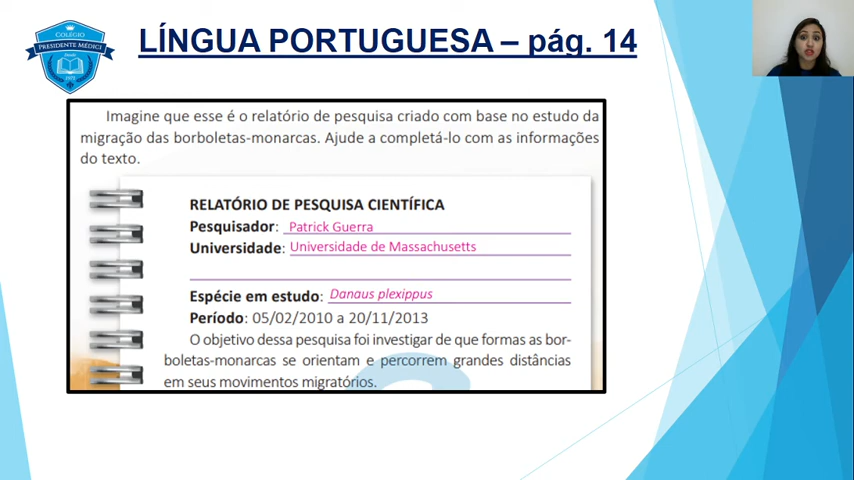 COLÉGIO
PRESIDENTE MÉDICI
LÍNGUA PORTUGUESA – pág. 14
Imagine que esse é o relatório de pesquisa criado com base no estudo da
migração das borboletas-monarcas. Ajude a completá-lo com as informações
do texto.
RELATÓRIO DE PESQUISA CIENTÍFICA
Pesquisador: Patrick Guerra
Universidade: Universidade de Massachusetts
Espécie em estudo: Danaus plexippus
Período: 05/02/2010 a 20/11/2013
O objetivo dessa pesquisa foi investigar de que formas as bor-
boletas-monarcas se orientam e percorrem grandes distâncias
em seus movimentos migratórios.